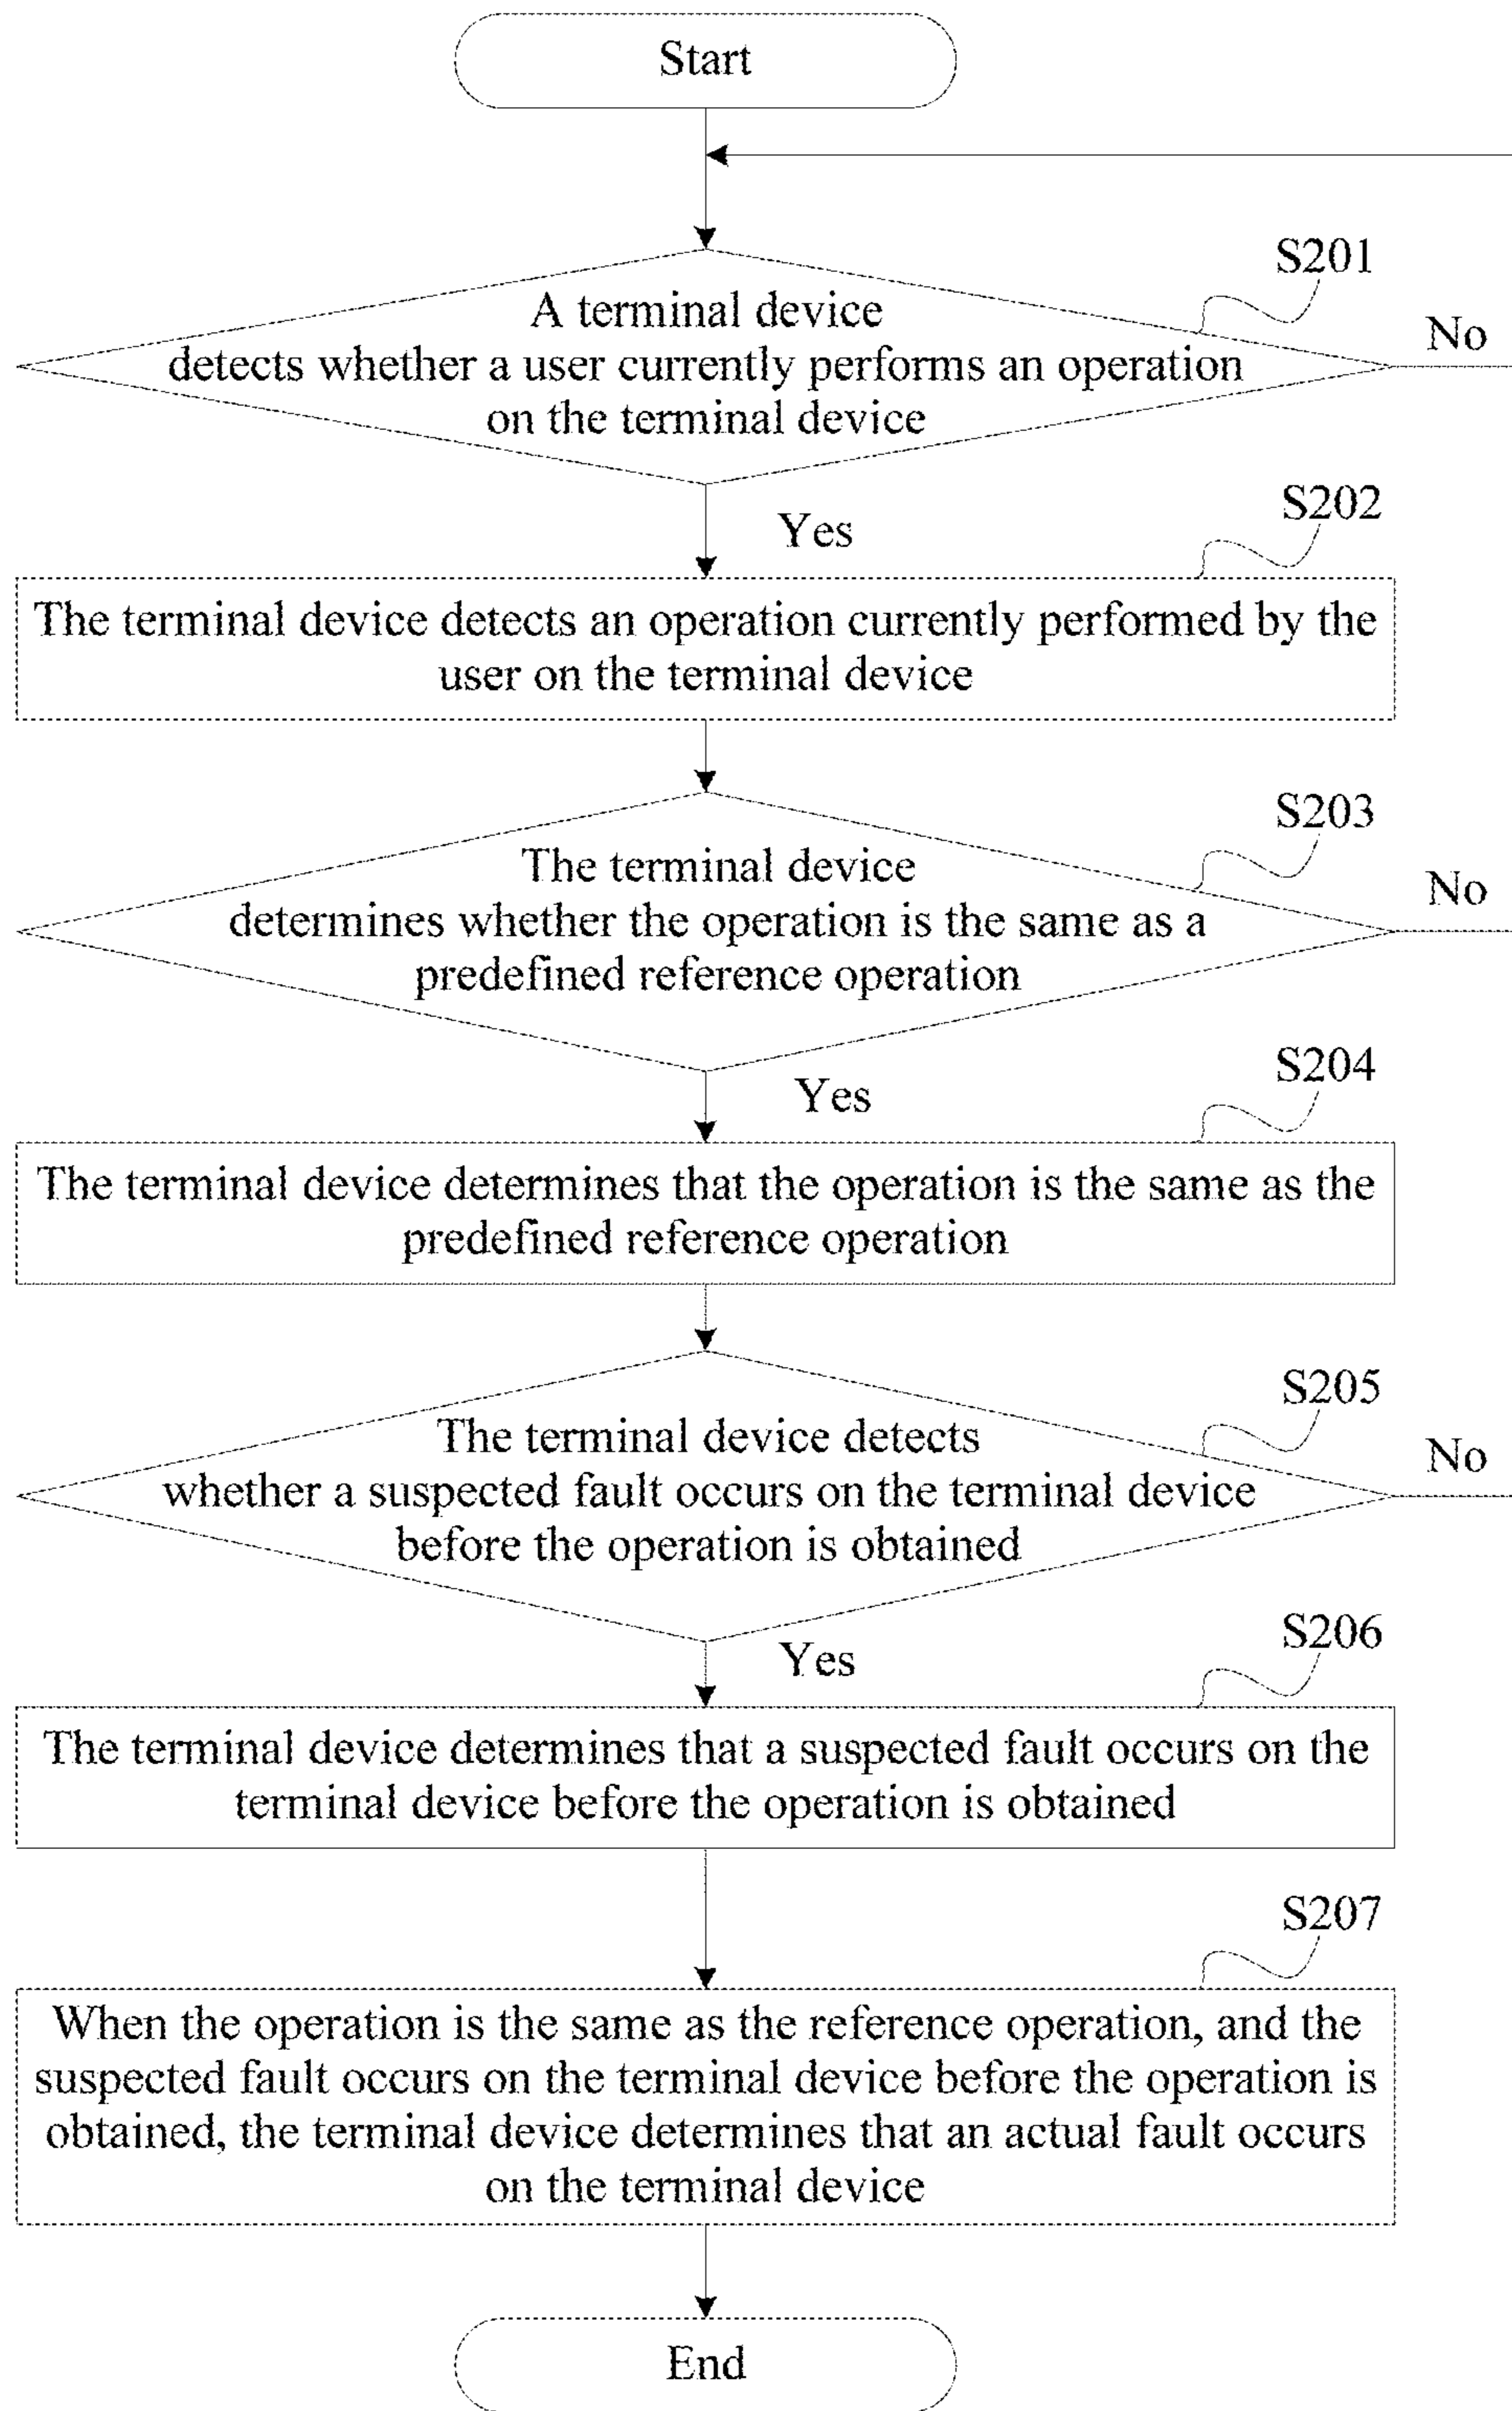 Start
S201
A terminal device
detects whether a user currently performs an operation
on the terminal device
No
Yes
S202
The terminal device detects an operation currently performed by the
user on the terminal device
S203
The terminal device
determines whether the operation is the same as a
predefined reference operation
No
Yes
S204
The terminal device determines that the operation is the same as the
predefined reference operation
S205
The terminal device detects
whether a suspected fault occurs on the terminal device
before the operation is obtained
No
Yes
S206
The terminal device determines that a suspected fault occurs on the
terminal device before the operation is obtained
S207
When the operation is the same as the reference operation, and the
suspected fault occurs on the terminal device before the operation is
obtained, the terminal device determines that an actual fault occurs
on the terminal device
End